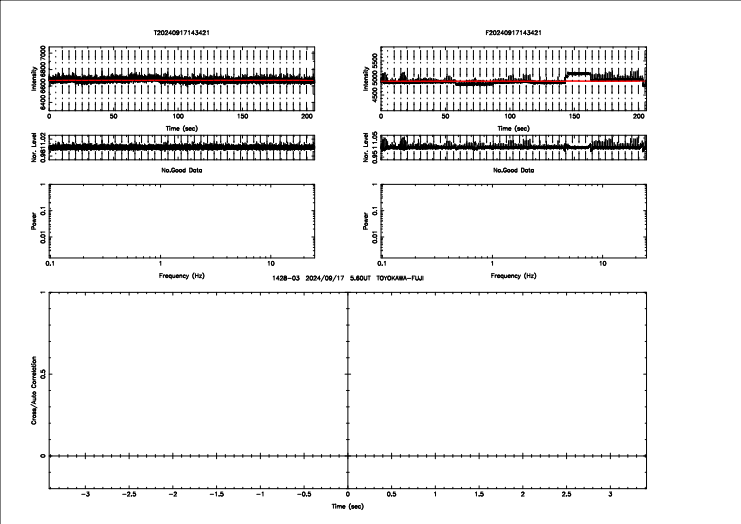 T20240917143421 F20240917143421
Intensity 6400 6600 6800 7000
0 50 100 150 200
Time (sec)
Intensity 4500 5000 5500
0 50 100 150 200
Time (sec)
Nor. Level 0.98 1 1.02
No.Good Data
Nor. Level 0.95 1 1.05
No.Good Data
Power 0.01 0.1 1
0.1 1 10
Frequency (Hz)
Power 0.01 0.1 1
0.1 1 10
Frequency (Hz)
1428-03 2024/09/17 5.60UT TOYOKAWA-FUJI
Cross/Auto Correlation 0 0.5 1
-3 -2.5 -2 -1.5 -1 -0.5 0 0.5 1 1.5 2 2.5 3
Time (sec)